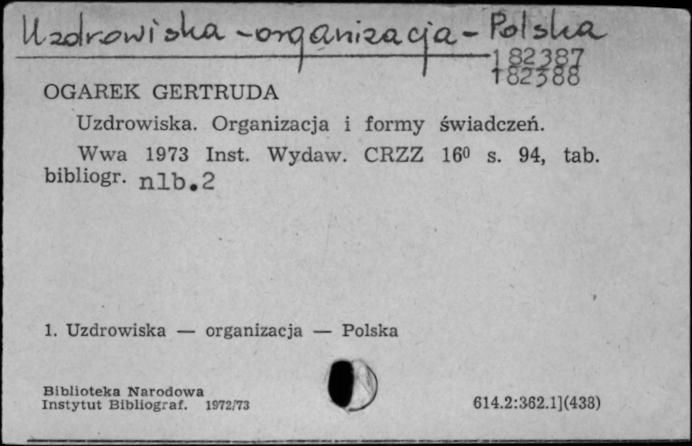 Uzdrowiska - organizacja - Polska
182387
182388
OGAREK GERTRUDA
Uzdrowiska. Organizacja i formy świadczeń.
Wwa 1973 Inst. Wydaw. CRZZ 16⁰ s. 94, tab.
bibliogr. nlb.2
1. Uzdrowiska — organizacja — Polska
Biblioteka Narodowa
Instytut Bibliograf. 1972/73
614.2:362.1](438)